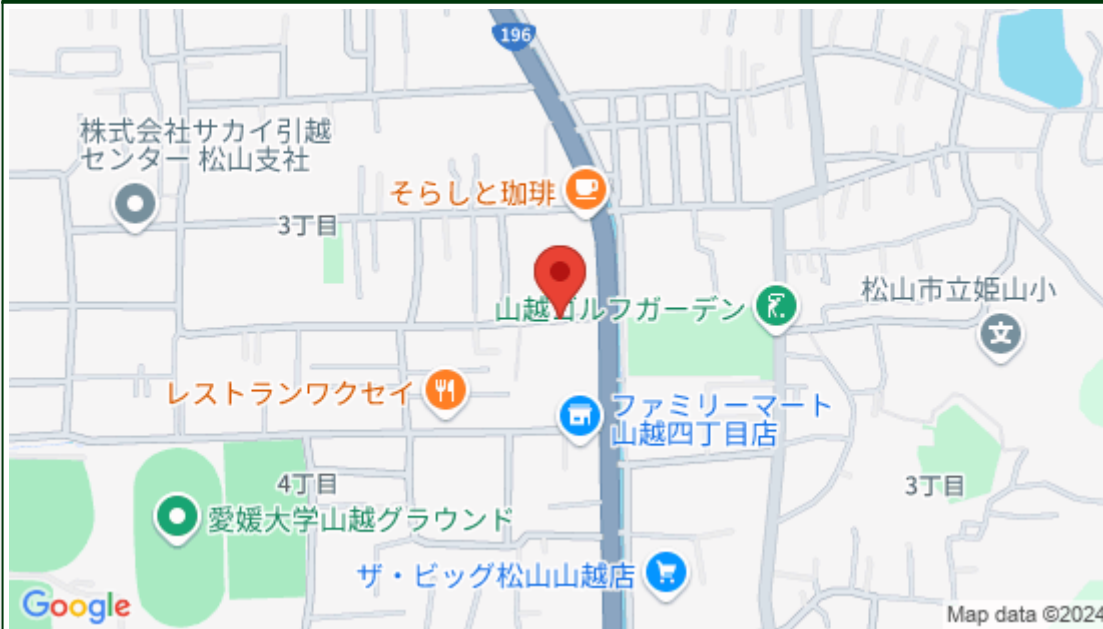 196
株式会社サカイ引越
センター 松山支社
そらしと珈琲
3丁目
山越ゴルフガーデン
松山市立姫山小
文
レストランワクセイ
ファミリーマート
山越四丁目店
4丁目
3丁目
愛媛大学山越グラウンド
ザ・ビッグ松山山越店
Google
Map data ©2024